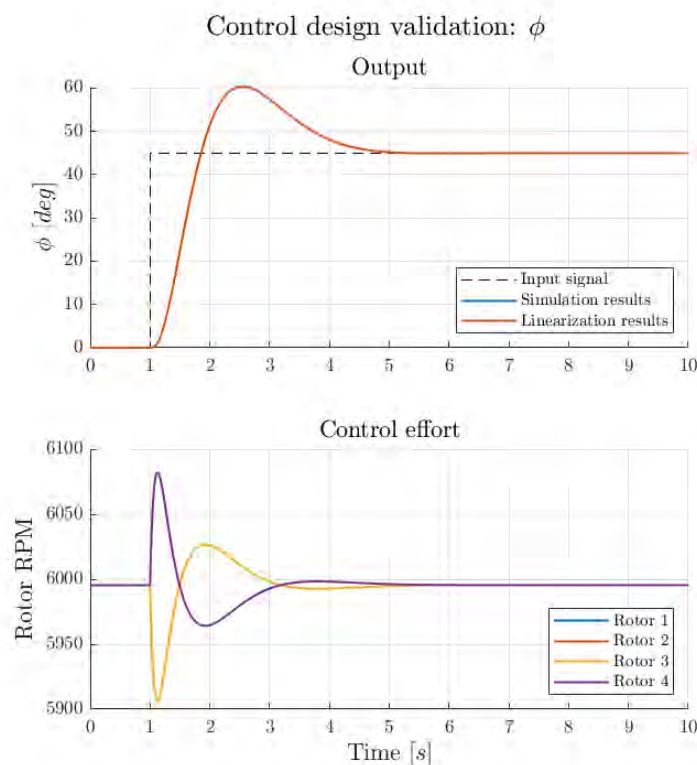 Control design validation: ϕ
Output
60
50
40
30
20
10
0
ϕ [deg]
Input signal
Simulation results
Linearization results
0 1 2 3 4 5 6 7 8 9 10
Control effort
6100
6050
6000
5950
5900
Rotor RPM
Rotor 1
Rotor 2
Rotor 3
Rotor 4
0 1 2 3 4 5 6 7 8 9 10
Time [s]